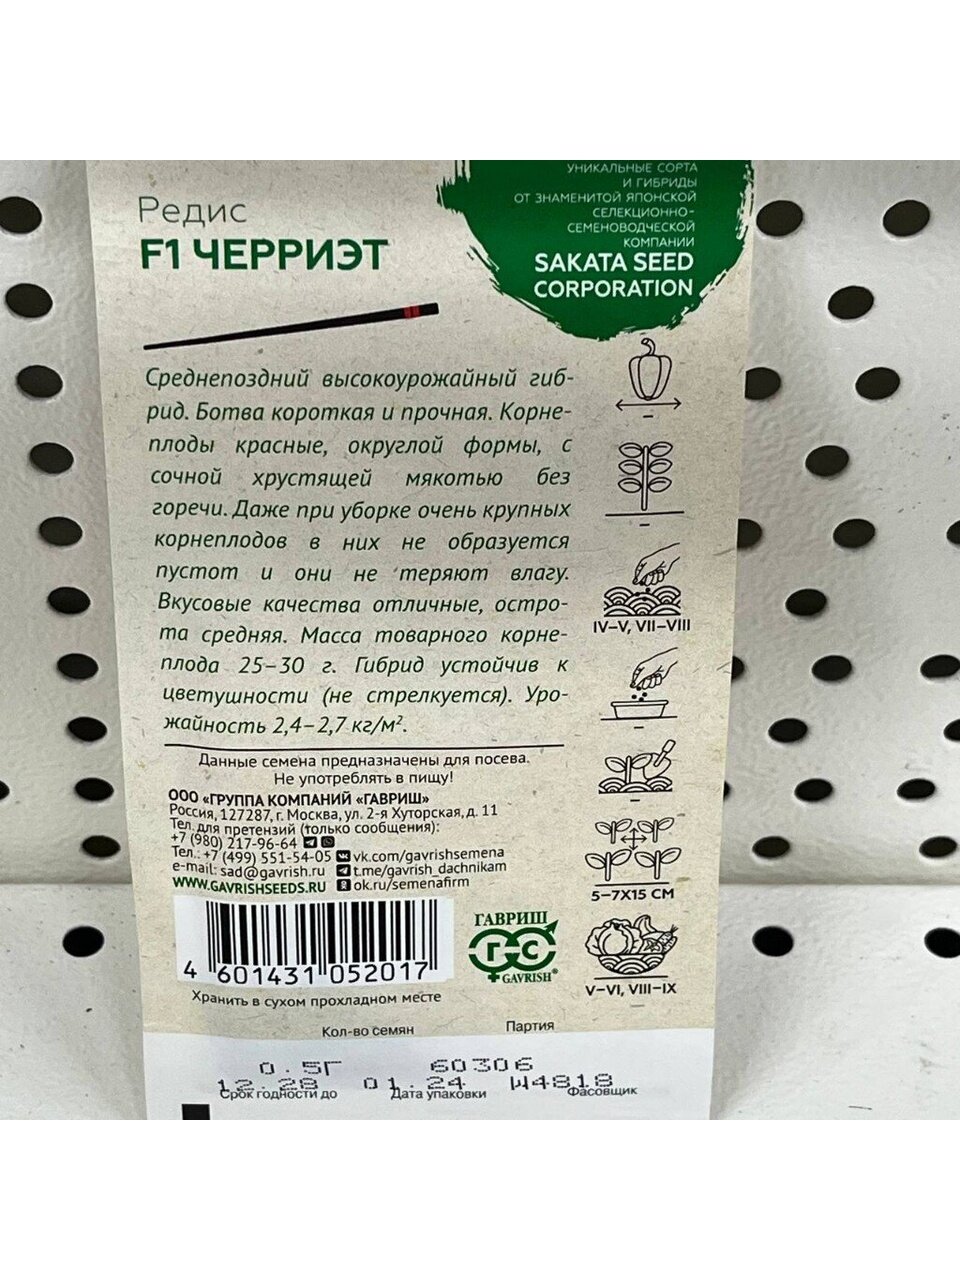 УНИКАЛЬНЫЕ СОРТА
И ГИБРИДЫ
ОТ ЗНАМЕНИТОЙ ЯПОНСКОЙ
СЕЛЕКЦИОННО-
СЕМЕНОВОДЧЕСКОЙ
КОМПАНИИ
SAKATA SEED
CORPORATION
Редис
F1 ЧЕРРИЭТ
Среднепоздний высокоурожайный гиб-
рид. Ботва короткая и прочная. Корне-
плоды красные, округлой формы, с
сочной хрустящей мякотью без
горечи. Даже при уборке очень крупных
корнеплодов в них не образуется
пустот и они не теряют влагу.
Вкусовые качества отличные, остро-
та средняя. Масса товарного корне-
плода 25–30 г. Гибрид устойчив к
цветушности (не стрелкуется). Уро-
жайность 2,4–2,7 кг/м².
–
–
IV–V, VII–VIII
–
–
5–7X15 СМ
V–VI, VIII–IX
Данные семена предназначены для посева.
Не употреблять в пищу!
ООО «ГРУППА КОМПАНИЙ «ГАВРИШ»
Россия, 127287, г. Москва, ул. 2-я Хуторская, д. 11
Тел. для претензий (только сообщения):
+7 (980) 217-96-64
Тел.: +7 (499) 551-54-05 vk.com/gavrishsemena
e-mail: sad@gavrish.ru t.me/gavrish_dachnikam
WWW.GAVRISHSEEDS.RU ok.ru/semenafirm
4 601431 052017
ГАВРИШ
Г-С
GAVRISH®
Хранить в сухом прохладном месте
Кол-во семян Партия
0.5Г 60306
12.28 01.24 W4818
Срок годности до Дата упаковки Фасовщик